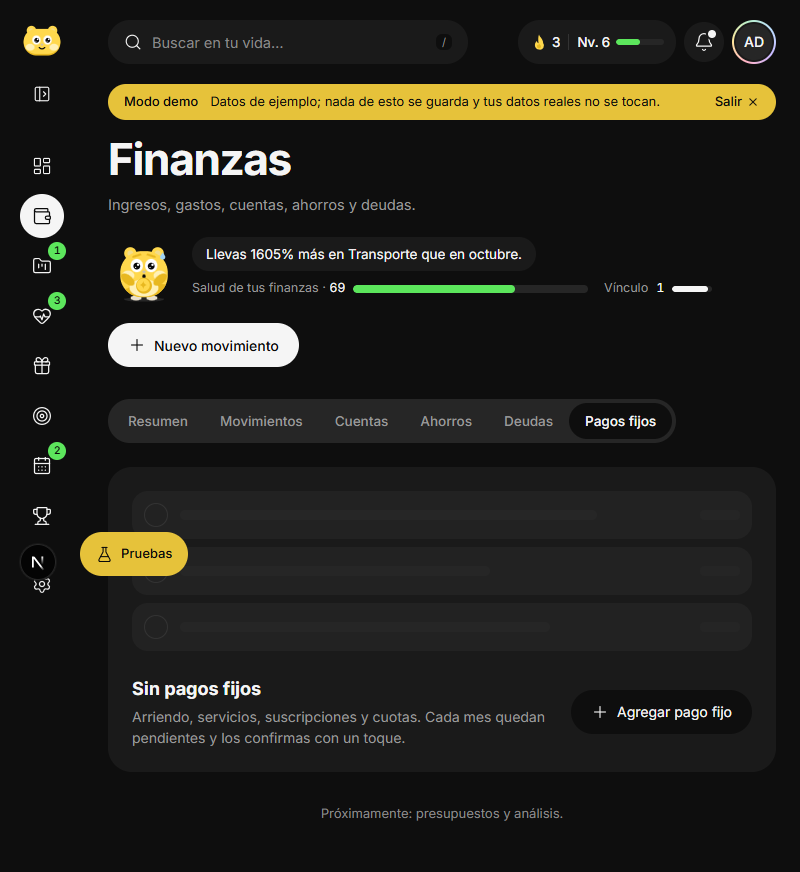 Buscar en tu vida... /
3 Nv. 6
AD
Modo demo Datos de ejemplo; nada de esto se guarda y tus datos reales no se tocan. Salir ×
Finanzas
Ingresos, gastos, cuentas, ahorros y deudas.
Llevas 1605% más en Transporte que en octubre.
Salud de tus finanzas · 69
Vínculo 1
+ Nuevo movimiento
1
3
2
N
Resumen Movimientos Cuentas Ahorros Deudas Pagos fijos
Pruebas
Sin pagos fijos
Arriendo, servicios, suscripciones y cuotas. Cada mes quedan
pendientes y los confirmas con un toque.
+ Agregar pago fijo
Próximamente: presupuestos y análisis.